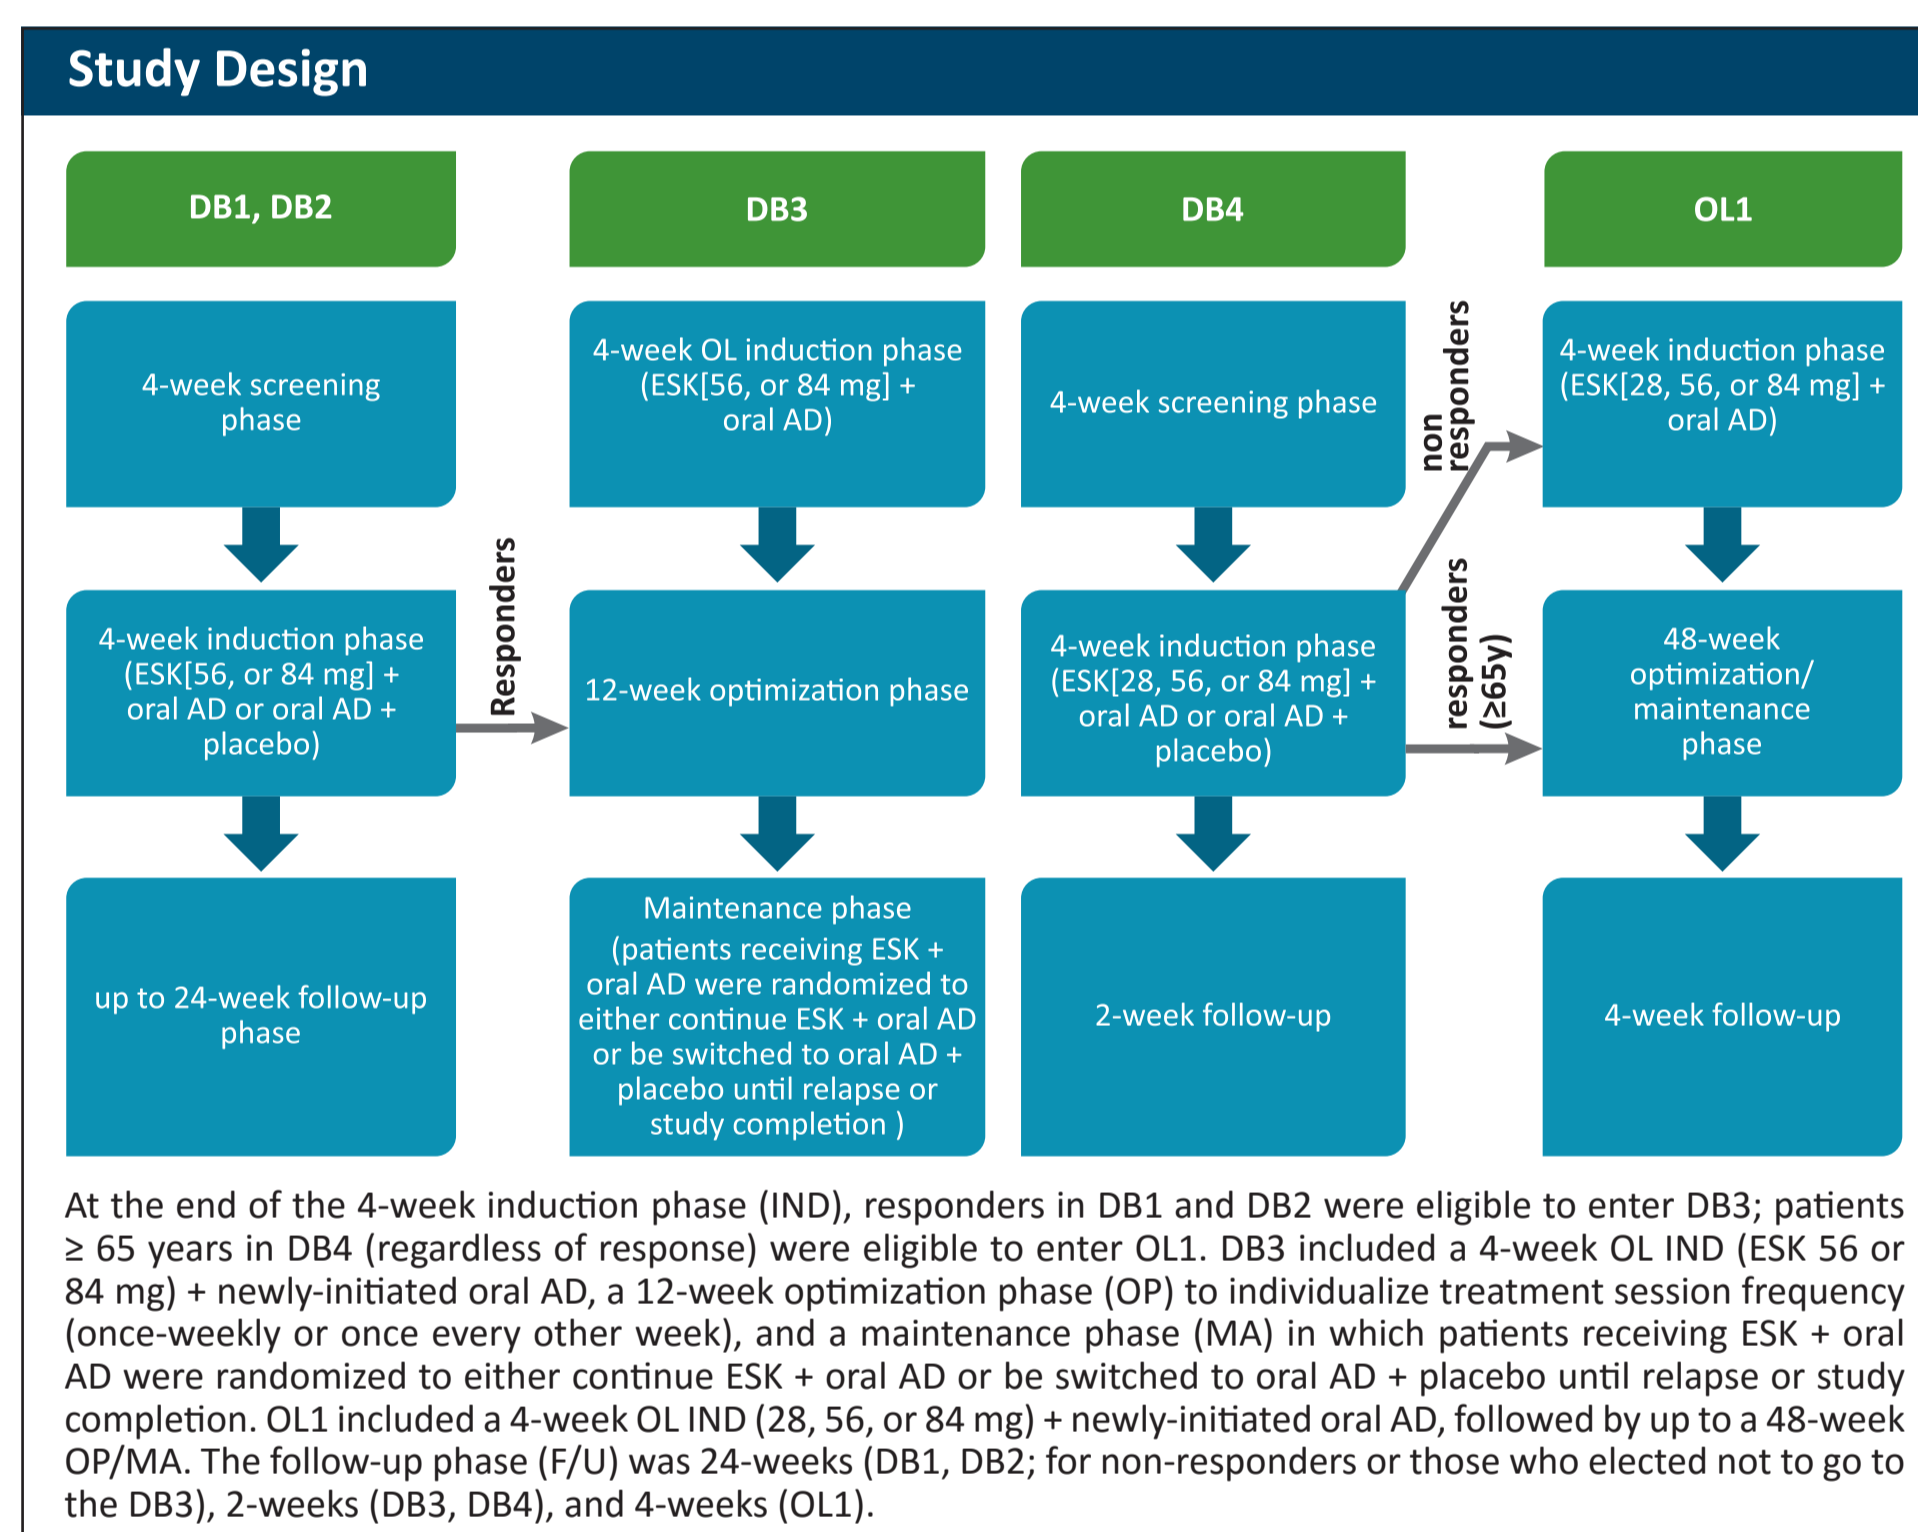 Study Design
DB1, DB2
4-week screening
phase
4-week induction phase
(ESK[56, or 84 mg] +
oral AD or oral AD +
placebo)
up to 24-week follow-up
phase
Responders
DB3
4-week OL induction phase
(ESK[56, or 84 mg] +
oral AD)
12-week optimization phase
Maintenance phase
(patients receiving ESK +
oral AD were randomized to
either continue ESK + oral AD
or be switched to oral AD +
placebo until relapse or
study completion )
DB4
4-week screening phase
4-week induction phase
(ESK[28, 56, or 84 mg] +
oral AD or oral AD +
placebo)
2-week follow-up
non
responders
responders
(≥65y)
OL1
4-week induction phase
(ESK[28, 56, or 84 mg] +
oral AD)
48-week
optimization/
maintenance
phase
4-week follow-up
At the end of the 4-week induction phase (IND), responders in DB1 and DB2 were eligible to enter DB3; patients
≥ 65 years in DB4 (regardless of response) were eligible to enter OL1. DB3 included a 4-week OL IND (ESK 56 or
84 mg) + newly-initiated oral AD, a 12-week optimization phase (OP) to individualize treatment session frequency
(once-weekly or once every other week), and a maintenance phase (MA) in which patients receiving ESK + oral
AD were randomized to either continue ESK + oral AD or be switched to oral AD + placebo until relapse or study
completion. OL1 included a 4-week OL IND (28, 56, or 84 mg) + newly-initiated oral AD, followed by up to a 48-week
OP/MA. The follow-up phase (F/U) was 24-weeks (DB1, DB2; for non-responders or those who elected not to go to
the DB3), 2-weeks (DB3, DB4), and 4-weeks (OL1).